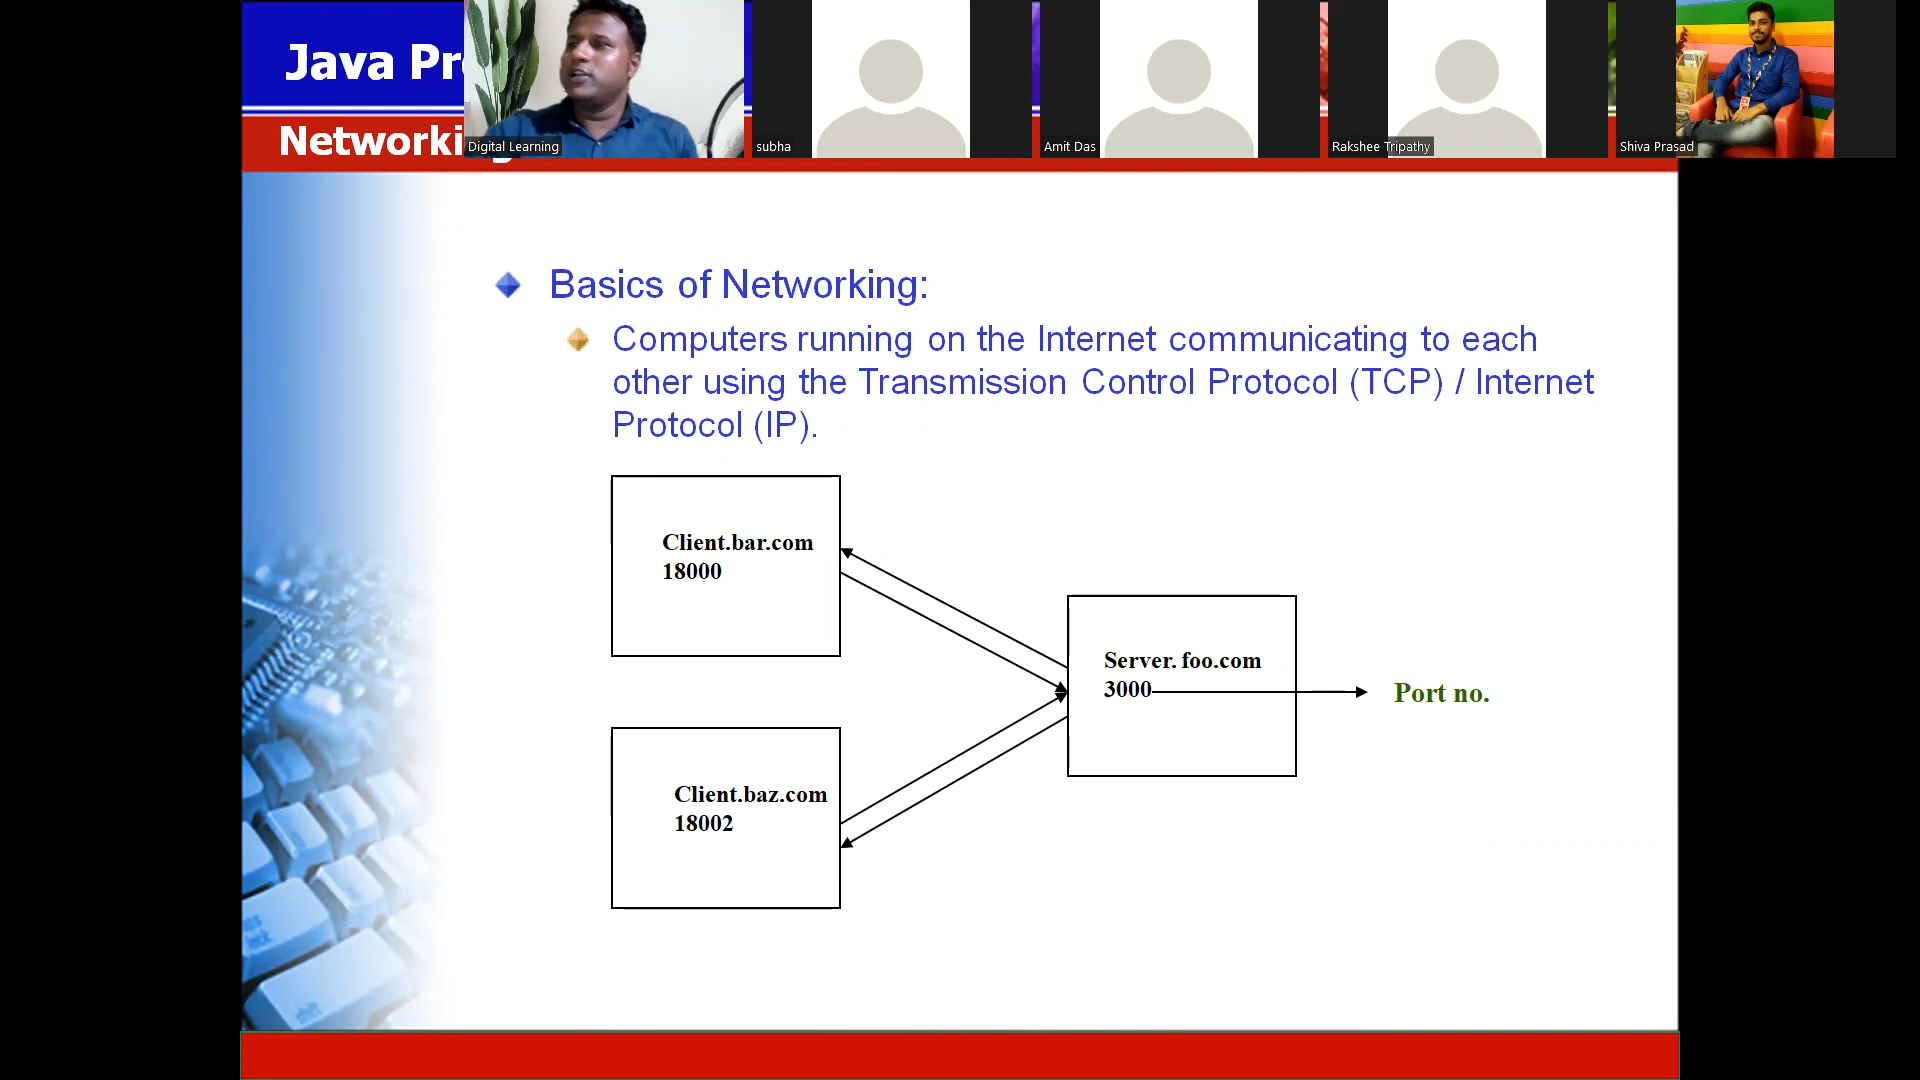 Java Pr
Networki
Digital Learning
subha
Amit Das
Rakshee Tripathy
Shiva Prasad
Basics of Networking:
Computers running on the Internet communicating to each
other using the Transmission Control Protocol (TCP) / Internet
Protocol (IP).
Client.bar.com
18000
Server. foo.com
3000
Port no.
Client.baz.com
18002